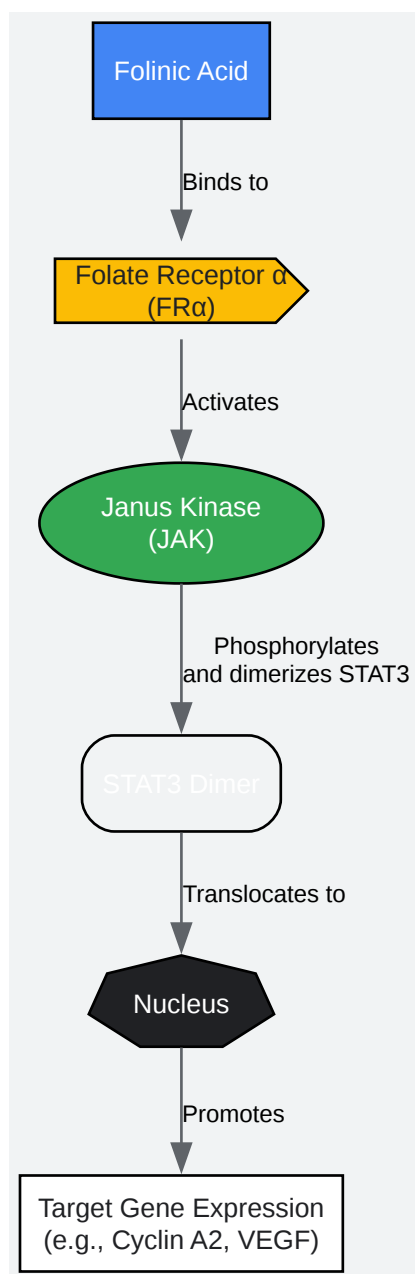 Folinic Acid
Binds to
Folate Receptor α
(FRα)
Activates
Janus Kinase
(JAK)
Phosphorylates
and dimerizes STAT3
STAT3 Dimer
Translocates to
Nucleus
Promotes
Target Gene Expression
(e.g., Cyclin A2, VEGF)